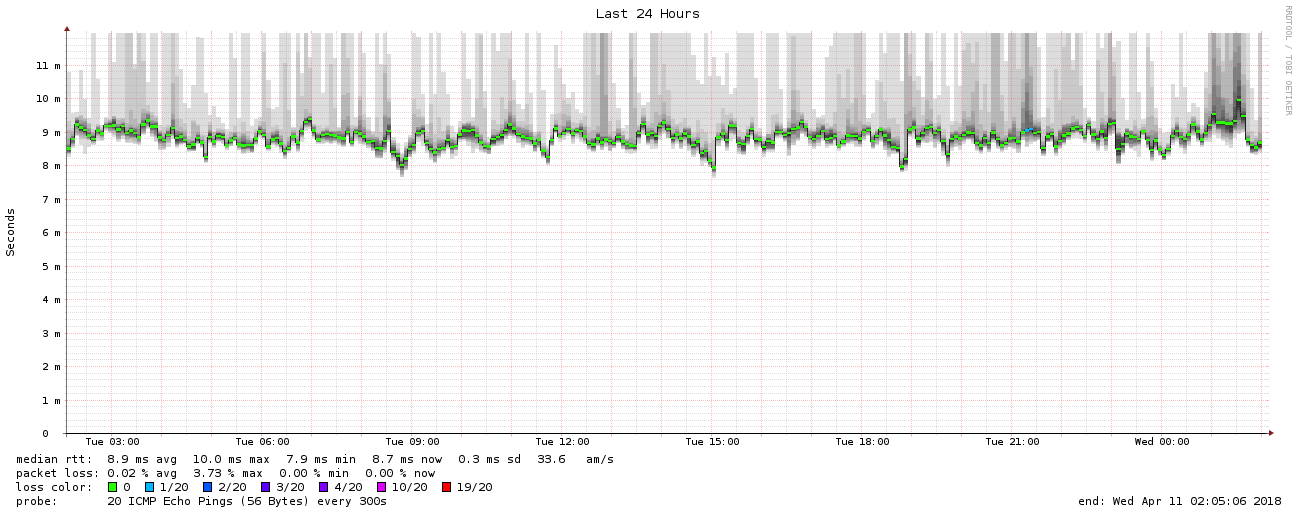 Last 24 Hours
RRDTOOL / TOBI OETIKER
Seconds
11 m
10 m
9 m
8 m
7 m
6 m
5 m
4 m
3 m
2 m
1 m
0
Tue 03:00 Tue 06:00 Tue 09:00 Tue 12:00 Tue 15:00 Tue 18:00 Tue 21:00 Wed 00:00
median rtt: 8.9 ms avg 10.0 ms max 7.9 ms min 8.7 ms now 0.3 ms sd 33.6 am/s
packet loss: 0.02 % avg 3.73 % max 0.00 % min 0.00 % now
loss color: 0 1/20 2/20 3/20 4/20 10/20 19/20
probe: 20 ICMP Echo Pings (56 Bytes) every 300s end: Wed Apr 11 02:05:06 2018